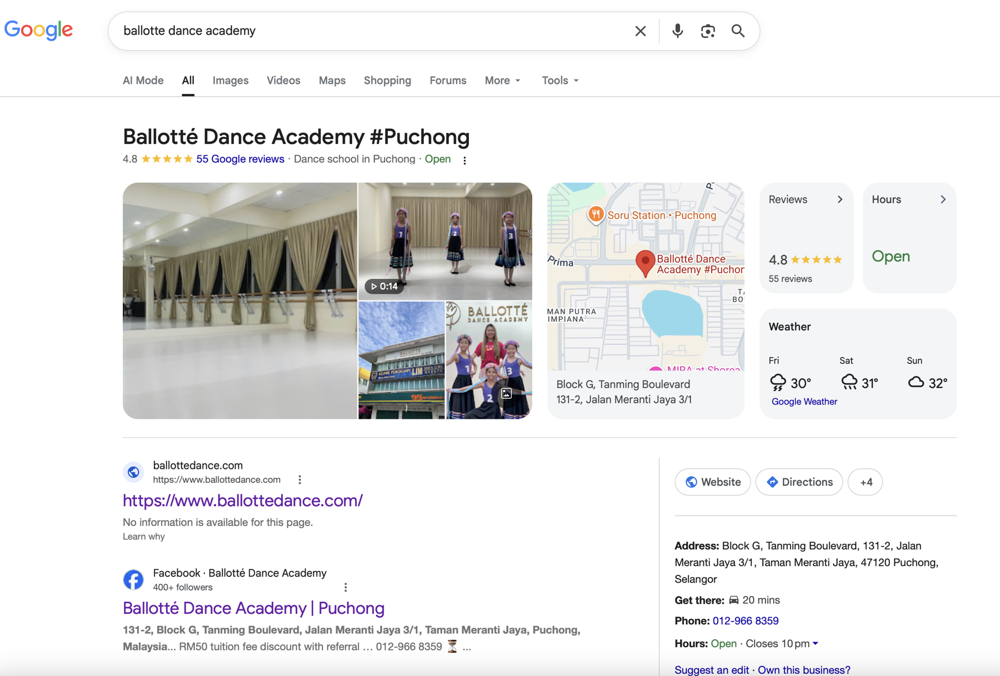 Google
ballotte dance academy
AI Mode
All
Images
Videos
Maps
Shopping
Forums
More
Tools
Ballotté Dance Academy #Puchong
4.8 55 Google reviews · Dance school in Puchong · Open
1
2
3
0:14
BALLOTTÉ
KLINIK PERGIGIAN LIM DENTAL CLINIC
99
BALLOTTÉ
DANCE ACADEMY
1
3
2
Soru Station • Puchong
Prima
Ballotté Dance
Academy #Puchon
MAN PUTRA
IMPIANA
TA
BO
MIRA at Shorea
Block G, Tanming Boulevard
131-2, Jalan Meranti Jaya 3/1
Reviews
4.8
55 reviews
Hours
Open
Weather
Fri
Sat
Sun
30°
31°
32°
Google Weather
ballottedance.com
https://www.ballottedance.com
https://www.ballottedance.com/
No information is available for this page.
Learn why
Facebook · Ballotté Dance Academy
400+ followers
Ballotté Dance Academy | Puchong
131-2, Block G, Tanming Boulevard, Jalan Meranti Jaya 3/1, Taman Meranti Jaya, Puchong,
Malaysia... RM50 tuition fee discount with referral ... 012-966 8359 ⏳ ...
Website
Directions
+4
Address: Block G, Tanming Boulevard, 131-2, Jalan
Meranti Jaya 3/1, Taman Meranti Jaya, 47120 Puchong,
Selangor
Get there: 20 mins
Phone: 012-966 8359
Hours: Open · Closes 10 pm
Suggest an edit · Own this business?